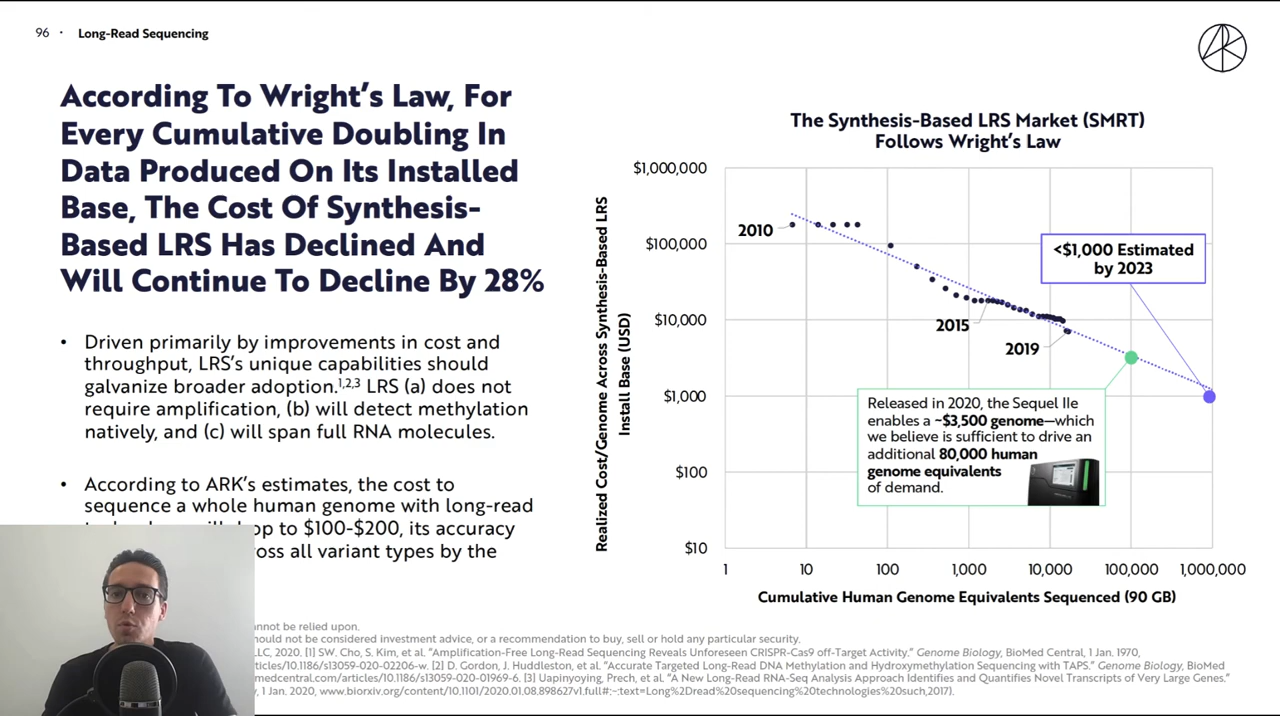 96 · Long-Read Sequencing
According To Wright's Law, For
Every Cumulative Doubling In
Data Produced On Its Installed
Base, The Cost Of Synthesis-
Based LRS Has Declined And
Will Continue To Decline By 28%
• Driven primarily by improvements in cost and
throughput, LRS's unique capabilities should
galvanize broader adoption.1,2,3 LRS (a) does not
require amplification, (b) will detect methylation
natively, and (c) will span full RNA molecules.
• According to ARK's estimates, the cost to
sequence a whole human genome with long-read
op to $100-$200, its accuracy
ross all variant types by the
The Synthesis-Based LRS Market (SMRT)
Follows Wright's Law
Realized Cost/Genome Across Synthesis-Based LRS
Install Base (USD)
$1,000,000
$100,000
$10,000
$1,000
$100
$10
2010
2015
2019
<$1,000 Estimated
by 2023
Released in 2020, the Sequel IIe
enables a ~$3,500 genome—which
we believe is sufficient to drive an
additional 80,000 human
genome equivalents
of demand.
1
10
100
1,000
10,000
100,000
1,000,000
Cumulative Human Genome Equivalents Sequenced (90 GB)
annot be relied upon.
hould not be considered investment advice, or a recommendation to buy, sell or hold any particular security.
LLC, 2020. [1] SW. Cho, S. Kim, et al. "Amplification-Free Long-Read Sequencing Reveals Unforeseen CRISPR-Cas9 off-Target Activity." Genome Biology, BioMed Central, 1 Jan. 1970,
rticles/10.1186/s13059-020-02206-w. [2] D. Gordon, J. Huddleston, et al. "Accurate Targeted Long-Read DNA Methylation and Hydroxymethylation Sequencing with TAPS." Genome Biology, BioMed
medcentral.com/articles/10.1186/s13059-020-01969-6. [3] Uapinyoying, Prech, et al. "A New Long-Read RNA-Seq Analysis Approach Identifies and Quantifies Novel Transcripts of Very Large Genes."
, 1 Jan. 2020, www.biorxiv.org/content/10.1101/2020.01.08.898627v1.full#:~:text=Long%2Dread%20sequencing%20technologies%20such,2017).